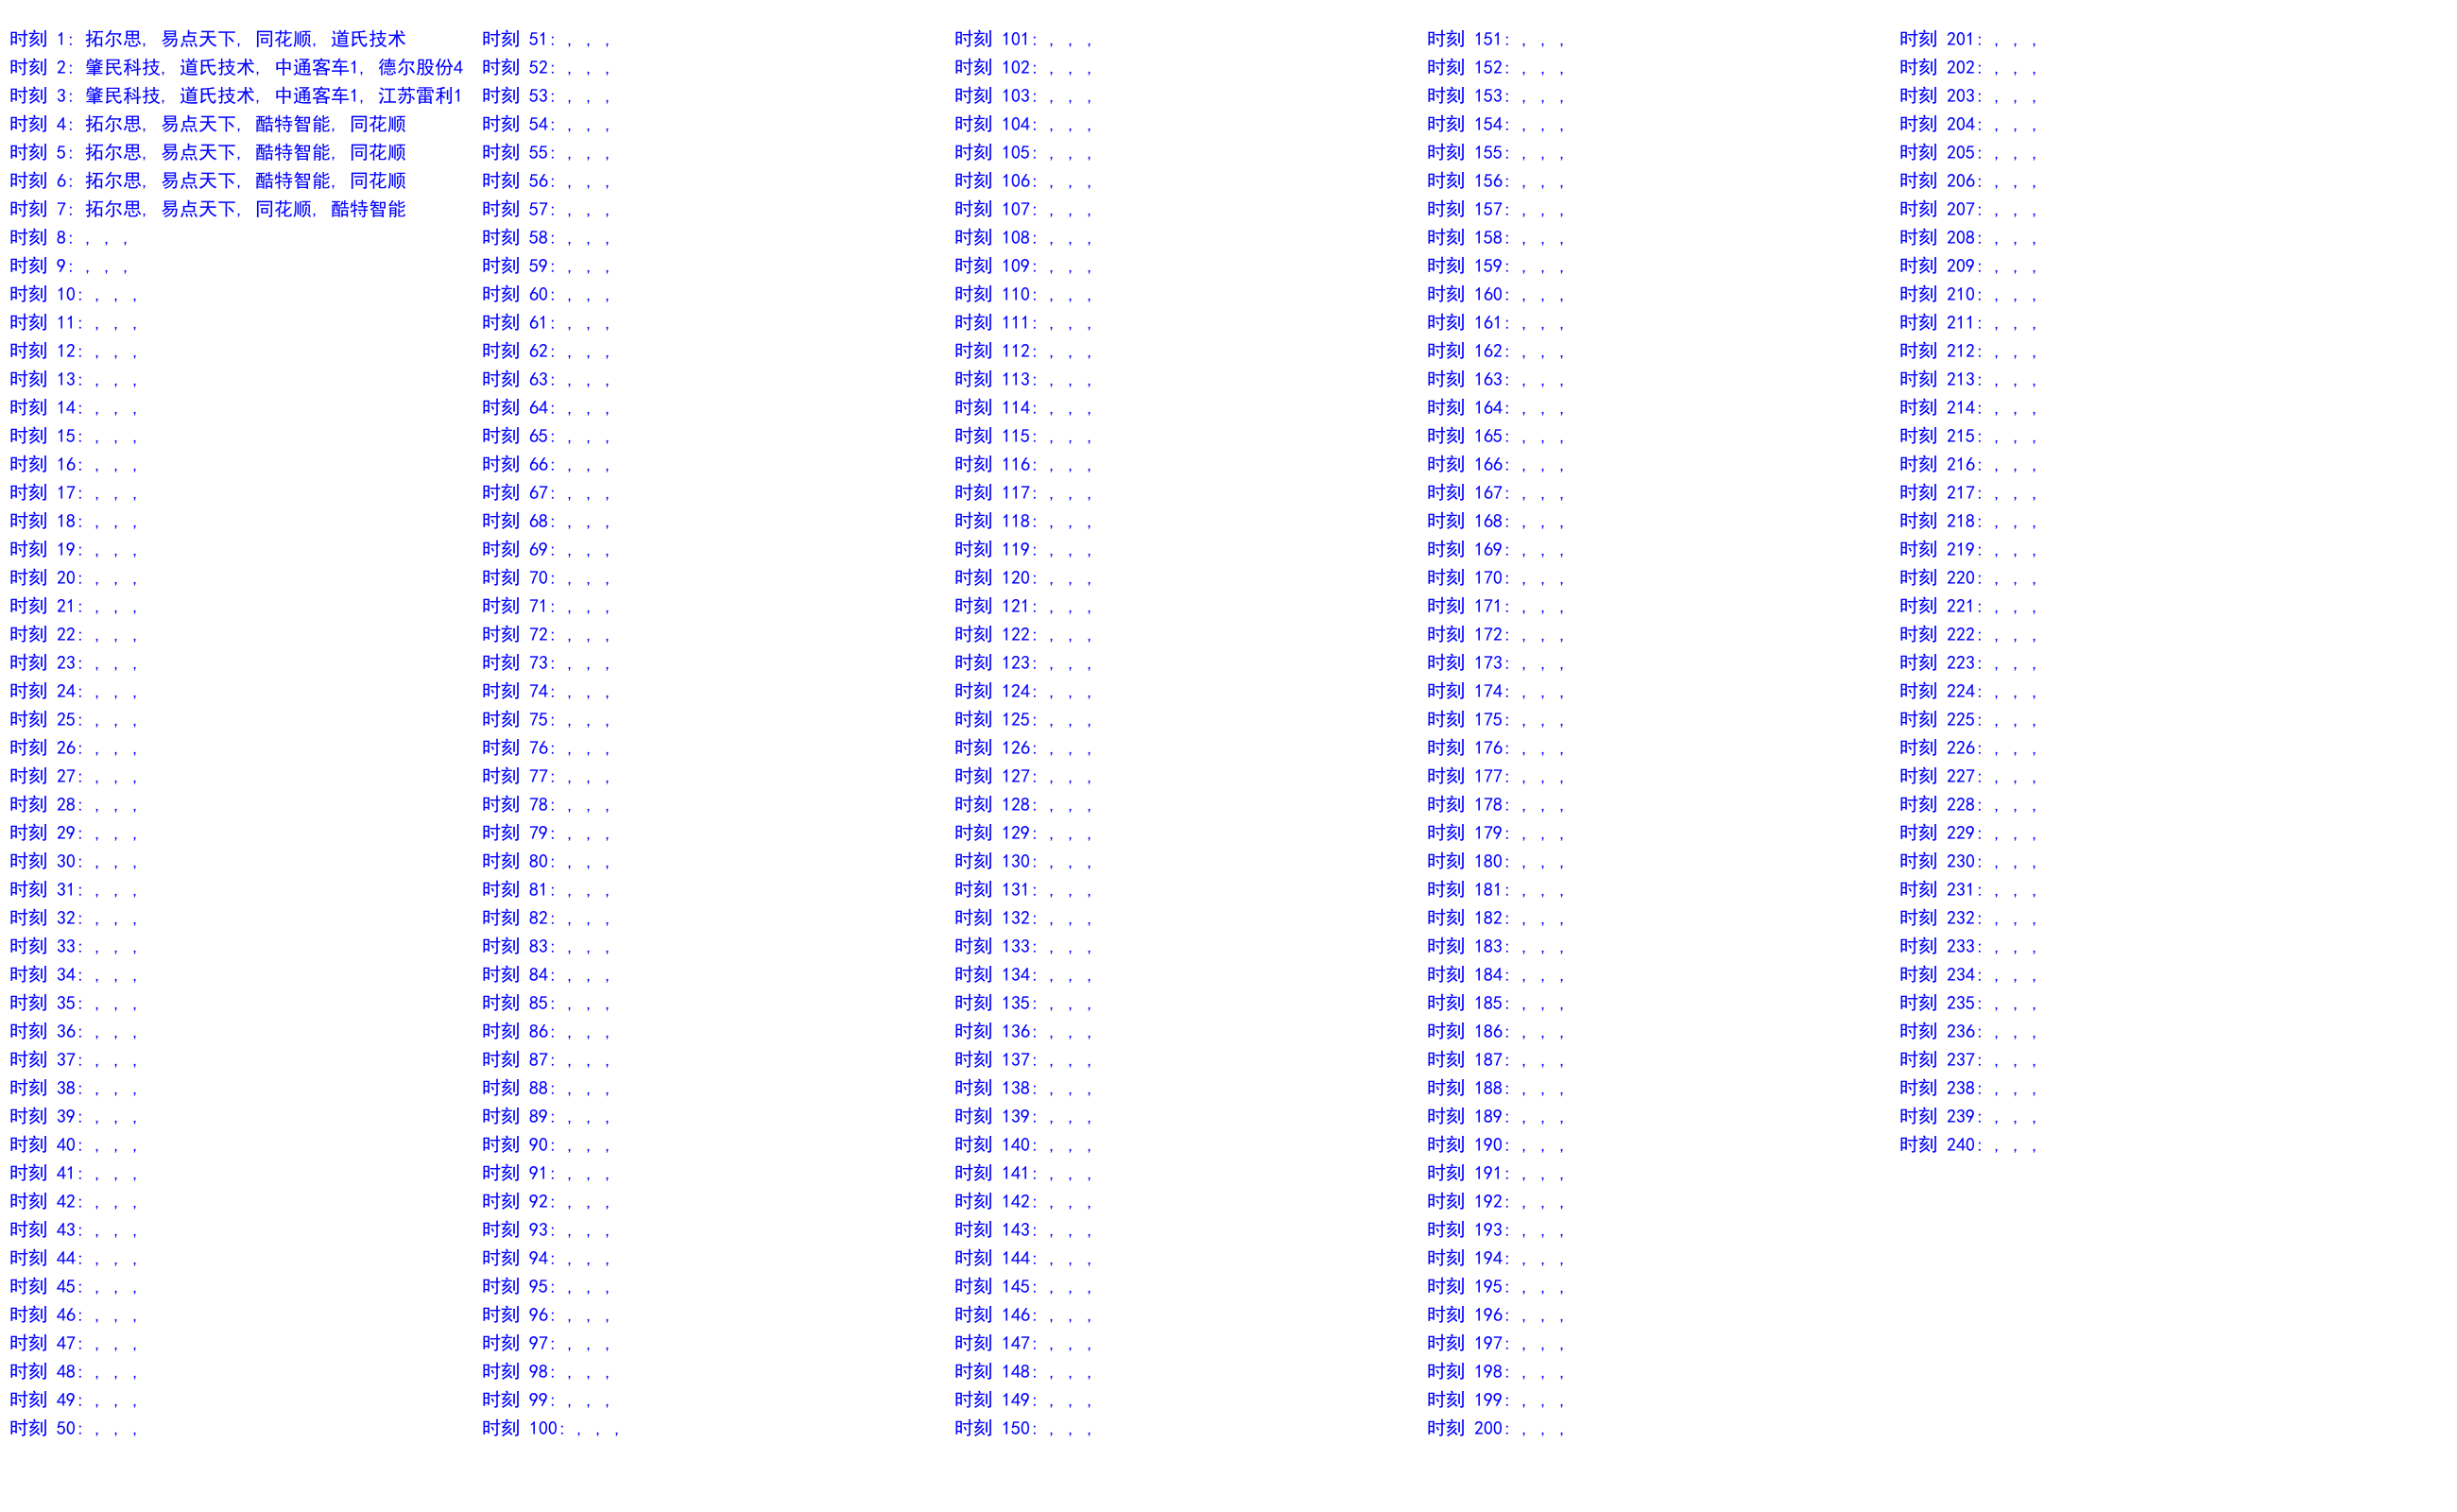 时刻 1: 拓尔思, 易点天下, 同花顺, 道氏技术
时刻 2: 肇民科技, 道氏技术, 中通客车1, 德尔股份4
时刻 3: 肇民科技, 道氏技术, 中通客车1, 江苏雷利1
时刻 4: 拓尔思, 易点天下, 酷特智能, 同花顺
时刻 5: 拓尔思, 易点天下, 酷特智能, 同花顺
时刻 6: 拓尔思, 易点天下, 酷特智能, 同花顺
时刻 7: 拓尔思, 易点天下, 同花顺, 酷特智能
时刻 8: , , ,
时刻 9: , , ,
时刻 10: , , ,
时刻 11: , , ,
时刻 12: , , ,
时刻 13: , , ,
时刻 14: , , ,
时刻 15: , , ,
时刻 16: , , ,
时刻 17: , , ,
时刻 18: , , ,
时刻 19: , , ,
时刻 20: , , ,
时刻 21: , , ,
时刻 22: , , ,
时刻 23: , , ,
时刻 24: , , ,
时刻 25: , , ,
时刻 26: , , ,
时刻 27: , , ,
时刻 28: , , ,
时刻 29: , , ,
时刻 30: , , ,
时刻 31: , , ,
时刻 32: , , ,
时刻 33: , , ,
时刻 34: , , ,
时刻 35: , , ,
时刻 36: , , ,
时刻 37: , , ,
时刻 38: , , ,
时刻 39: , , ,
时刻 40: , , ,
时刻 41: , , ,
时刻 42: , , ,
时刻 43: , , ,
时刻 44: , , ,
时刻 45: , , ,
时刻 46: , , ,
时刻 47: , , ,
时刻 48: , , ,
时刻 49: , , ,
时刻 50: , , ,
时刻 51: , , ,
时刻 52: , , ,
时刻 53: , , ,
时刻 54: , , ,
时刻 55: , , ,
时刻 56: , , ,
时刻 57: , , ,
时刻 58: , , ,
时刻 59: , , ,
时刻 60: , , ,
时刻 61: , , ,
时刻 62: , , ,
时刻 63: , , ,
时刻 64: , , ,
时刻 65: , , ,
时刻 66: , , ,
时刻 67: , , ,
时刻 68: , , ,
时刻 69: , , ,
时刻 70: , , ,
时刻 71: , , ,
时刻 72: , , ,
时刻 73: , , ,
时刻 74: , , ,
时刻 75: , , ,
时刻 76: , , ,
时刻 77: , , ,
时刻 78: , , ,
时刻 79: , , ,
时刻 80: , , ,
时刻 81: , , ,
时刻 82: , , ,
时刻 83: , , ,
时刻 84: , , ,
时刻 85: , , ,
时刻 86: , , ,
时刻 87: , , ,
时刻 88: , , ,
时刻 89: , , ,
时刻 90: , , ,
时刻 91: , , ,
时刻 92: , , ,
时刻 93: , , ,
时刻 94: , , ,
时刻 95: , , ,
时刻 96: , , ,
时刻 97: , , ,
时刻 98: , , ,
时刻 99: , , ,
时刻 100: , , ,
时刻 101: , , ,
时刻 102: , , ,
时刻 103: , , ,
时刻 104: , , ,
时刻 105: , , ,
时刻 106: , , ,
时刻 107: , , ,
时刻 108: , , ,
时刻 109: , , ,
时刻 110: , , ,
时刻 111: , , ,
时刻 112: , , ,
时刻 113: , , ,
时刻 114: , , ,
时刻 115: , , ,
时刻 116: , , ,
时刻 117: , , ,
时刻 118: , , ,
时刻 119: , , ,
时刻 120: , , ,
时刻 121: , , ,
时刻 122: , , ,
时刻 123: , , ,
时刻 124: , , ,
时刻 125: , , ,
时刻 126: , , ,
时刻 127: , , ,
时刻 128: , , ,
时刻 129: , , ,
时刻 130: , , ,
时刻 131: , , ,
时刻 132: , , ,
时刻 133: , , ,
时刻 134: , , ,
时刻 135: , , ,
时刻 136: , , ,
时刻 137: , , ,
时刻 138: , , ,
时刻 139: , , ,
时刻 140: , , ,
时刻 141: , , ,
时刻 142: , , ,
时刻 143: , , ,
时刻 144: , , ,
时刻 145: , , ,
时刻 146: , , ,
时刻 147: , , ,
时刻 148: , , ,
时刻 149: , , ,
时刻 150: , , ,
时刻 151: , , ,
时刻 152: , , ,
时刻 153: , , ,
时刻 154: , , ,
时刻 155: , , ,
时刻 156: , , ,
时刻 157: , , ,
时刻 158: , , ,
时刻 159: , , ,
时刻 160: , , ,
时刻 161: , , ,
时刻 162: , , ,
时刻 163: , , ,
时刻 164: , , ,
时刻 165: , , ,
时刻 166: , , ,
时刻 167: , , ,
时刻 168: , , ,
时刻 169: , , ,
时刻 170: , , ,
时刻 171: , , ,
时刻 172: , , ,
时刻 173: , , ,
时刻 174: , , ,
时刻 175: , , ,
时刻 176: , , ,
时刻 177: , , ,
时刻 178: , , ,
时刻 179: , , ,
时刻 180: , , ,
时刻 181: , , ,
时刻 182: , , ,
时刻 183: , , ,
时刻 184: , , ,
时刻 185: , , ,
时刻 186: , , ,
时刻 187: , , ,
时刻 188: , , ,
时刻 189: , , ,
时刻 190: , , ,
时刻 191: , , ,
时刻 192: , , ,
时刻 193: , , ,
时刻 194: , , ,
时刻 195: , , ,
时刻 196: , , ,
时刻 197: , , ,
时刻 198: , , ,
时刻 199: , , ,
时刻 200: , , ,
时刻 201: , , ,
时刻 202: , , ,
时刻 203: , , ,
时刻 204: , , ,
时刻 205: , , ,
时刻 206: , , ,
时刻 207: , , ,
时刻 208: , , ,
时刻 209: , , ,
时刻 210: , , ,
时刻 211: , , ,
时刻 212: , , ,
时刻 213: , , ,
时刻 214: , , ,
时刻 215: , , ,
时刻 216: , , ,
时刻 217: , , ,
时刻 218: , , ,
时刻 219: , , ,
时刻 220: , , ,
时刻 221: , , ,
时刻 222: , , ,
时刻 223: , , ,
时刻 224: , , ,
时刻 225: , , ,
时刻 226: , , ,
时刻 227: , , ,
时刻 228: , , ,
时刻 229: , , ,
时刻 230: , , ,
时刻 231: , , ,
时刻 232: , , ,
时刻 233: , , ,
时刻 234: , , ,
时刻 235: , , ,
时刻 236: , , ,
时刻 237: , , ,
时刻 238: , , ,
时刻 239: , , ,
时刻 240: , , ,